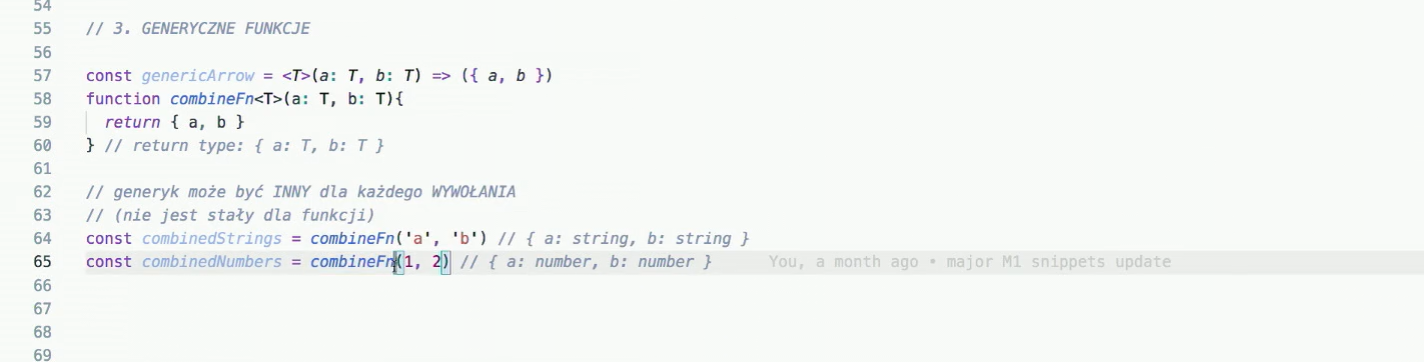 54
55 // 3. GENERYCZNE FUNKCJE
56
57 const genericArrow = <T>(a: T, b: T) => ({ a, b })
58 function combineFn<T>(a: T, b: T){
59 return { a, b }
60 } // return type: { a: T, b: T }
61
62 // generyk może być INNY dla każdego WYWOŁANIA
63 // (nie jest stały dla funkcji)
64 const combinedStrings = combineFn('a', 'b') // { a: string, b: string }
65 const combinedNumbers = combineFn(1, 2) // { a: number, b: number } You, a month ago • major M1 snippets update
66
67
68
69